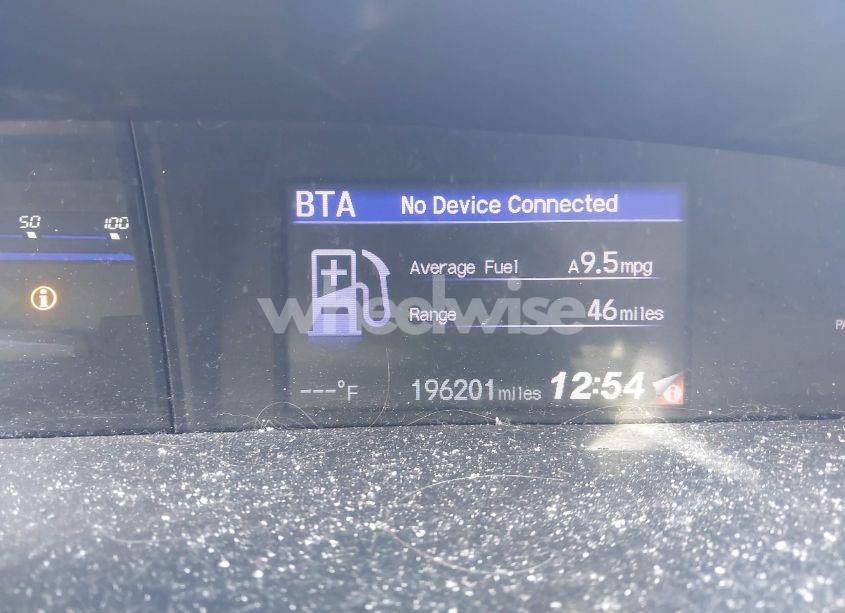 BTA No Device Connected
50 100
Average Fuel A9.5mpg
Range 46miles
wheelwise
---°F 196201miles 12:54